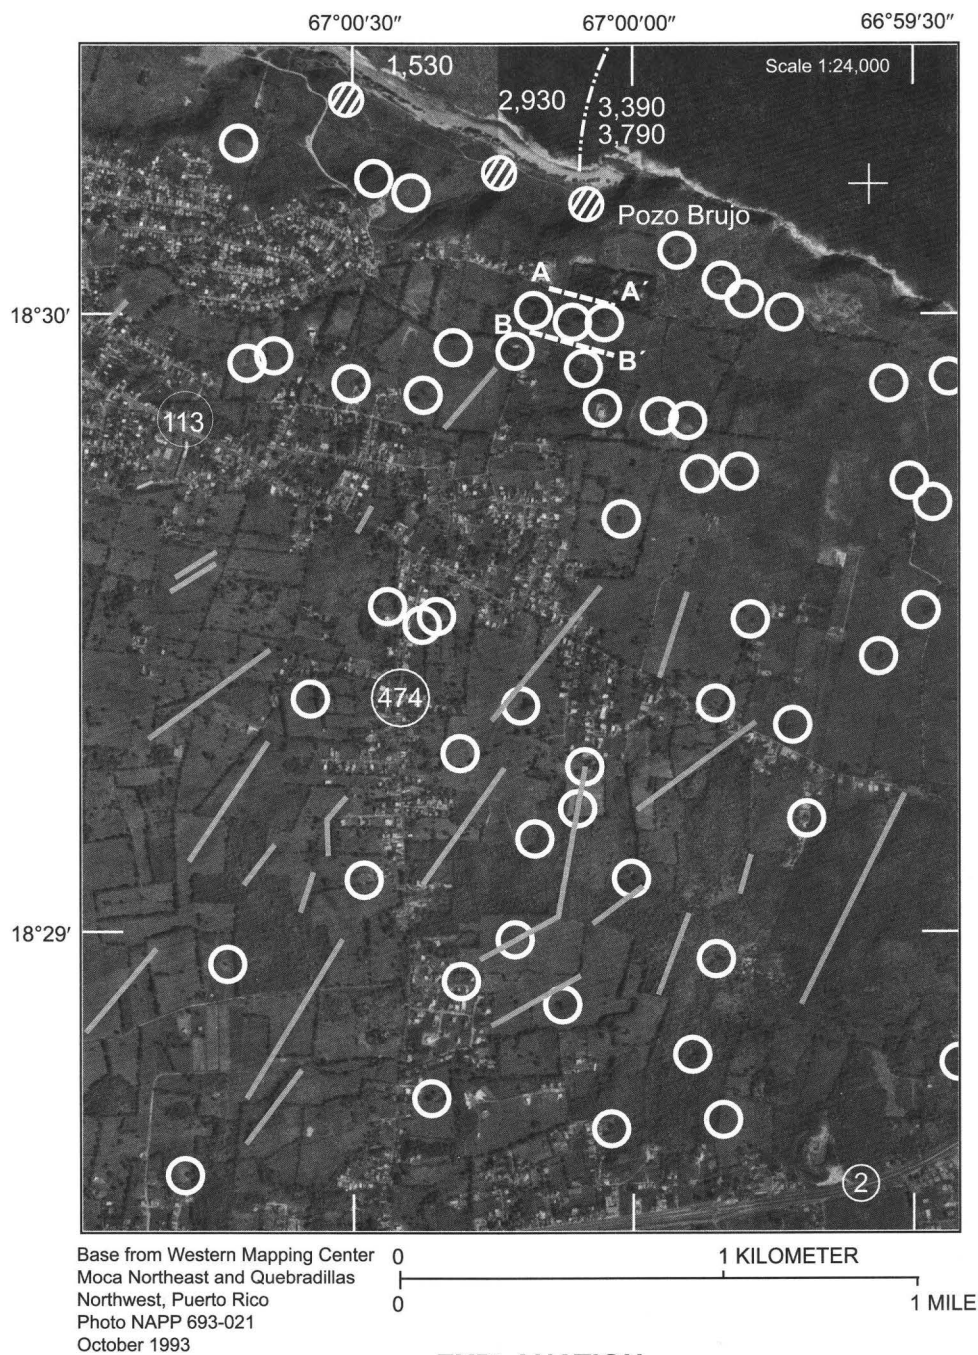 67°00′30″ 67°00′00″ 66°59′30″
1,530
Scale 1:24,000
2,930
3,390
3,790
Pozo Brujo
A A′
18°30′
B B′
113
474
18°29′
2
Base from Western Mapping Center
Moca Northeast and Quebradillas
Northwest, Puerto Rico
Photo NAPP 693-021
October 1993
0 1 KILOMETER
0 1 MILE